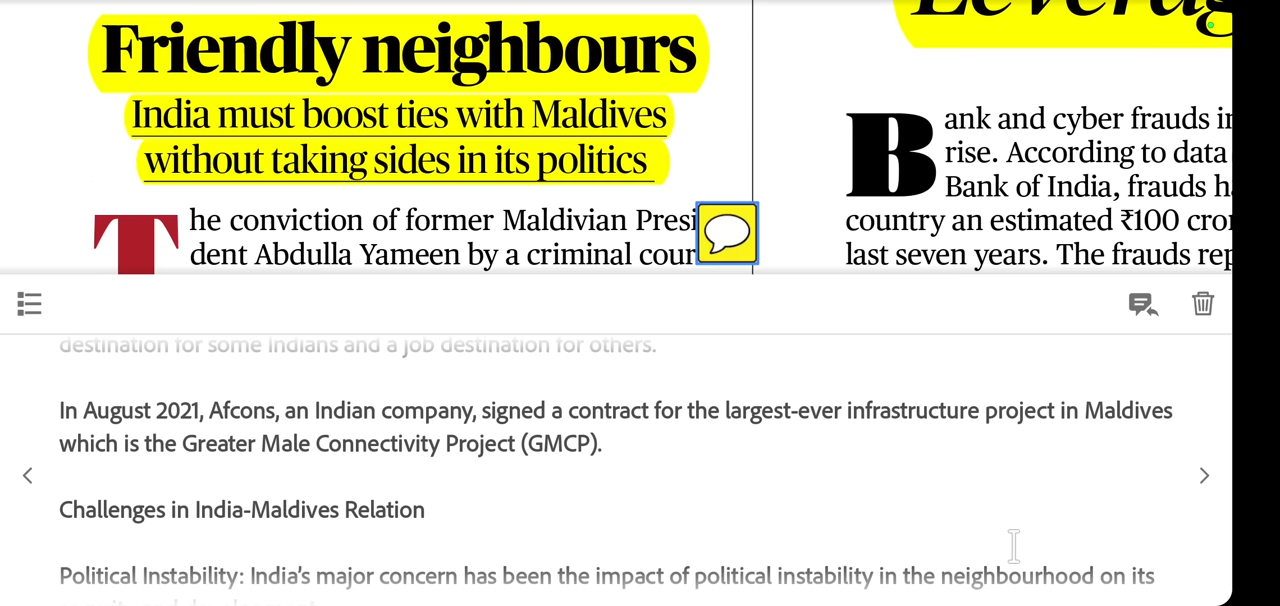 Friendly neighbours
India must boost ties with Maldives
without taking sides in its politics
The conviction of former Maldivian Presi
dent Abdulla Yameen by a criminal cour
Bank and cyber frauds in
rise. According to data
Bank of India, frauds
country an estimated ₹100
last seven years. The frauds
destination for some Indians and a job destination for others.
In August 2021, Afcons, an Indian company, signed a contract for the largest-ever infrastructure project in Maldives
which is the Greater Male Connectivity Project (GMCP).
Challenges in India-Maldives Relation
Political Instability: India's major concern has been the impact of political instability in the neighbourhood on its